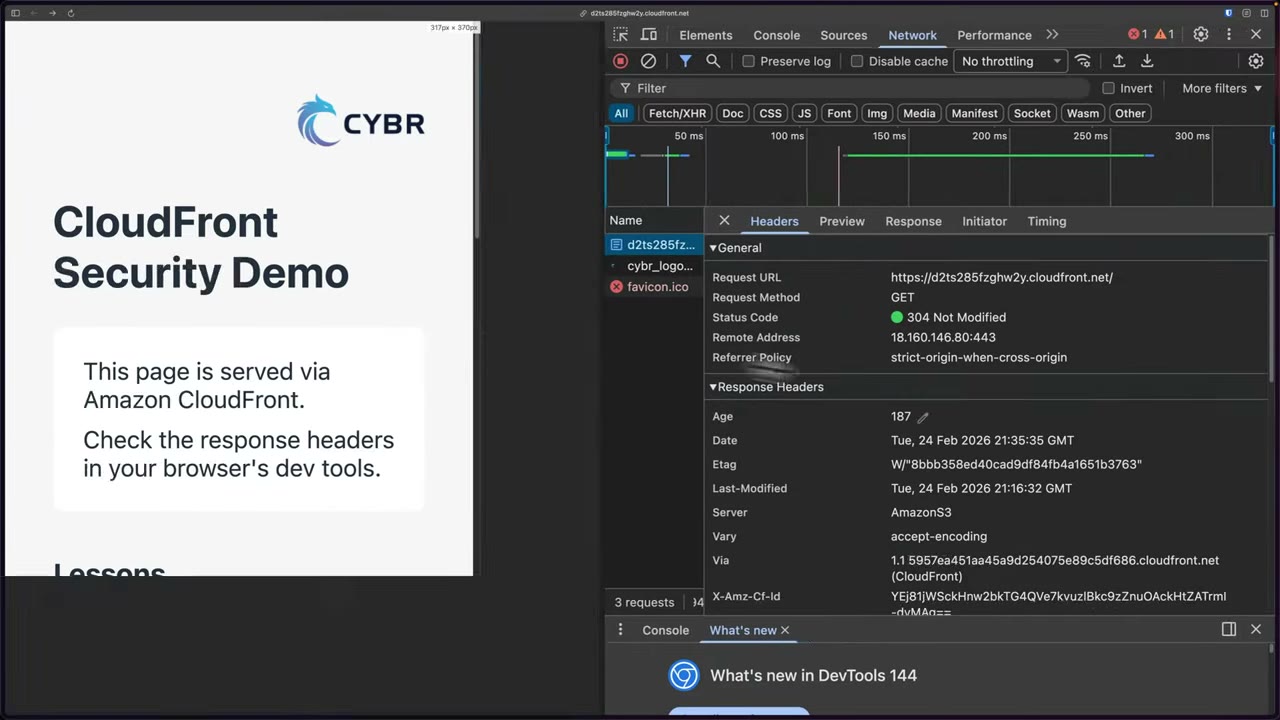 d2ts285fzghw2y.cloudfront.net
317px × 370px
CYBR
CloudFront
Security Demo
This page is served via
Amazon CloudFront.
Check the response headers
in your browser's dev tools.
Lessons
Elements Console Sources Network Performance 1 1
Preserve log Disable cache No throttling
Filter Invert More filters
All Fetch/XHR Doc CSS JS Font Img Media Manifest Socket Wasm Other
50 ms 100 ms 150 ms 200 ms 250 ms 300 ms
Name
d2ts285fz...
cybr_logo...
favicon.ico
3 requests
Headers Preview Response Initiator Timing
General
Request URL https://d2ts285fzghw2y.cloudfront.net/
Request Method GET
Status Code 304 Not Modified
Remote Address 18.160.146.80:443
Referrer Policy strict-origin-when-cross-origin
Response Headers
Age 187
Date Tue, 24 Feb 2026 21:35:35 GMT
Etag W/"8bbb358ed40cad9df84fb4a1651b3763"
Last-Modified Tue, 24 Feb 2026 21:16:32 GMT
Server AmazonS3
Vary accept-encoding
Via 1.1 5957ea451aa45a9d254075e89c5df686.cloudfront.net
(CloudFront)
X-Amz-Cf-Id
Console What's new
What's new in DevTools 144